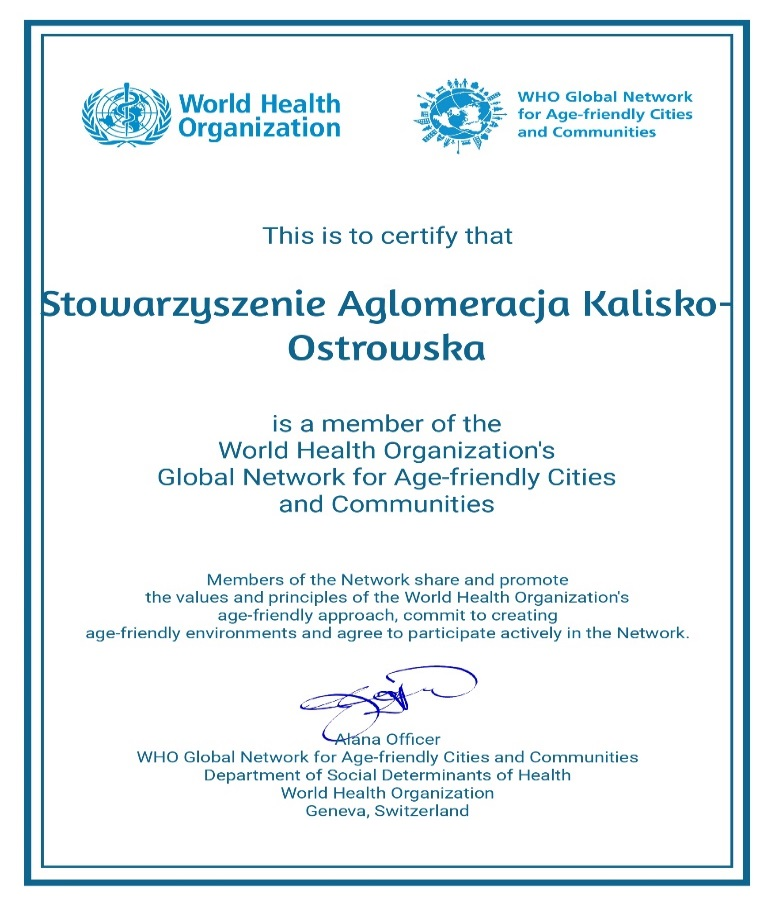 World Health
Organization
WHO Global Network
for Age-friendly Cities
and Communities
This is to certify that
Stowarzyszenie Aglomeracja Kalisko-
Ostrowska
is a member of the
World Health Organization's
Global Network for Age-friendly Cities
and Communities
Members of the Network share and promote
the values and principles of the World Health Organization's
age-friendly approach, commit to creating
age-friendly environments and agree to participate actively in the Network.
Alana Officer
WHO Global Network for Age-friendly Cities and Communities
Department of Social Determinants of Health
World Health Organization
Geneva, Switzerland